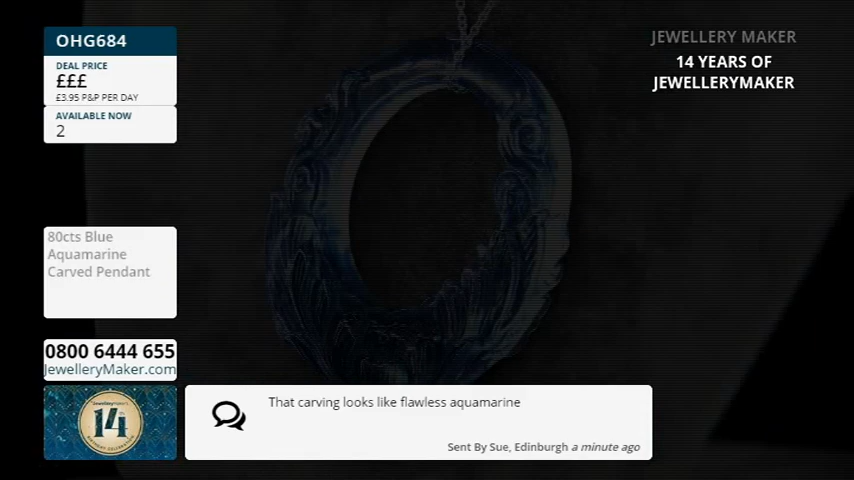 OHG684
DEAL PRICE
£££
£3.95 P&P PER DAY
AVAILABLE NOW
2
80cts Blue
Aquamarine
Carved Pendant
0800 6444 655
JewelleryMaker.com
14
That carving looks like flawless aquamarine
Sent By Sue, Edinburgh a minute ago
JEWELLERY MAKER
14 YEARS OF
JEWELLERYMAKER